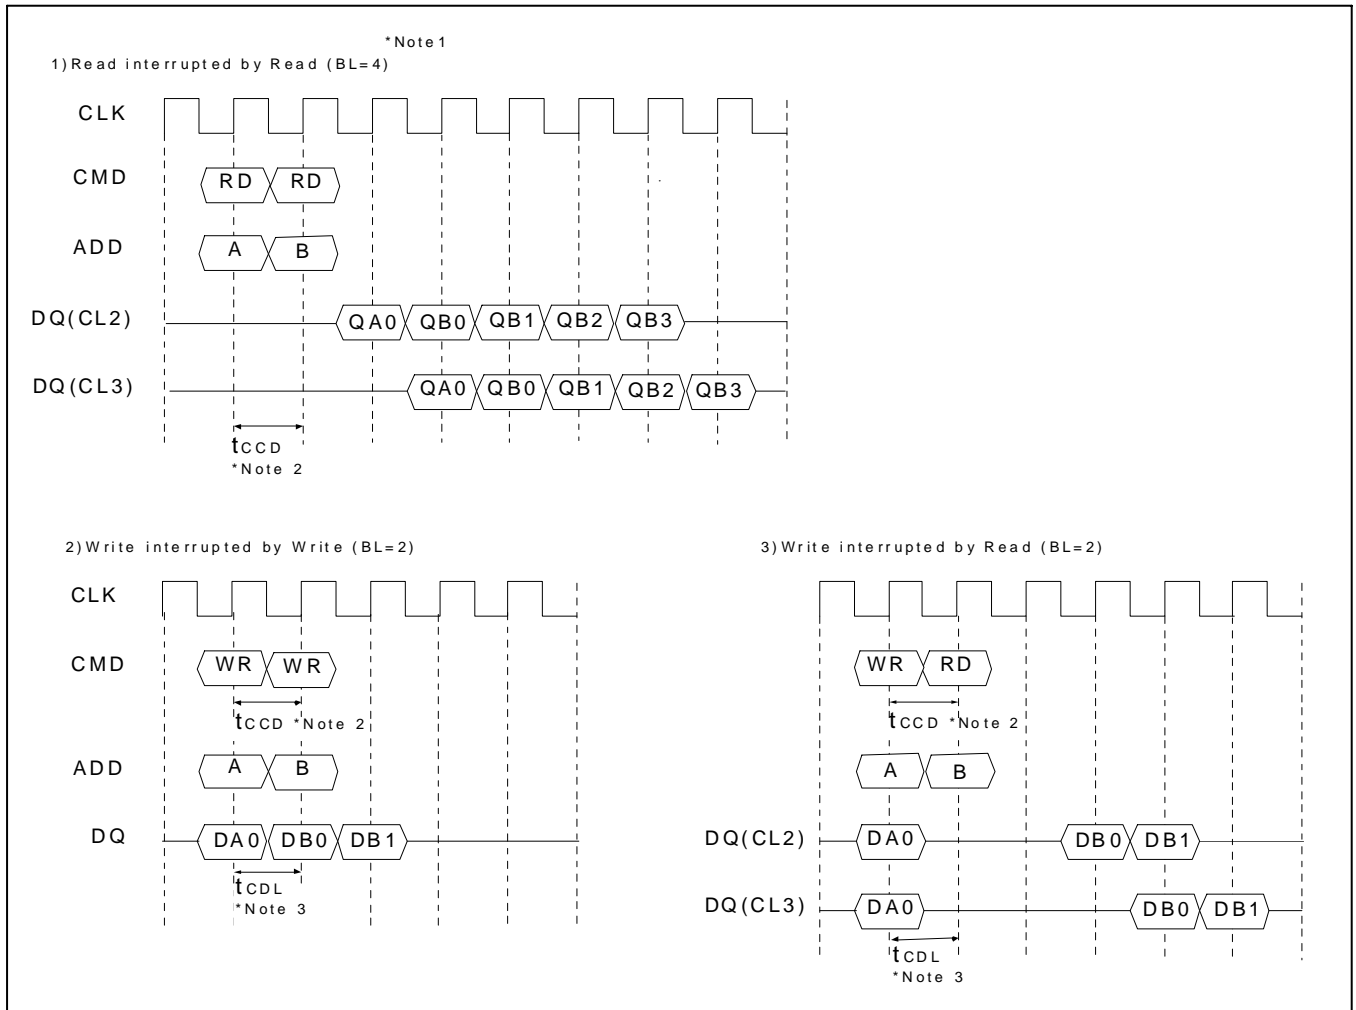 *Note1
1)Read interrupted by Read (BL=4)
CLK
CMD RD RD
ADD A B
DQ(CL2) QA0 QB0 QB1 QB2 QB3
DQ(CL3) QA0 QB0 QB1 QB2 QB3
tCCD
*Note 2
2)Write interrupted by Write (BL=2)
CLK
CMD WR WR
tCCD *Note 2
ADD A B
DQ DA0 DB0 DB1
tCDL
*Note 3
3)Write interrupted by Read (BL=2)
WR RD
tCCD *Note 2
A B
DQ(CL2) DA0 DB0 DB1
DQ(CL3) DA0 DB0 DB1
tCDL
*Note 3